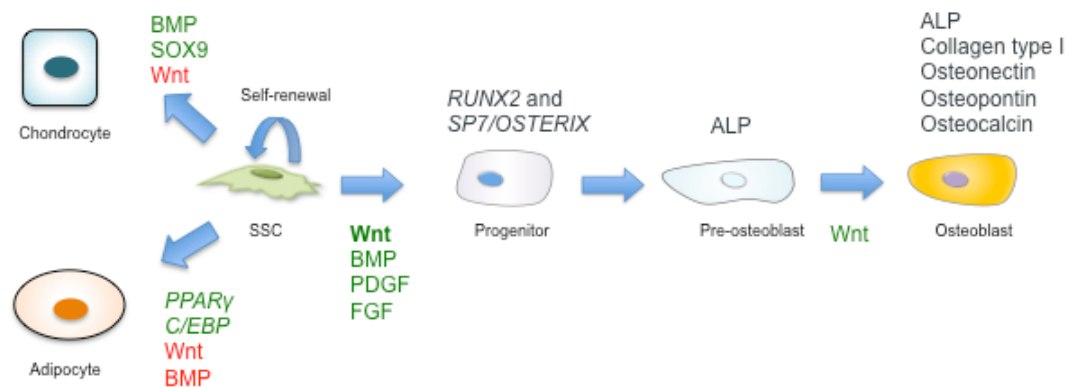 BMP
SOX9
Wnt
Chondrocyte
Self-renewal
SSC
PPARγ
C/EBP
Wnt
BMP
Adipocyte
Wnt
BMP
PDGF
FGF
RUNX2 and
SP7/OSTERIX
Progenitor
ALP
Pre-osteoblast
Wnt
ALP
Collagen type I
Osteonectin
Osteopontin
Osteocalcin
Osteoblast